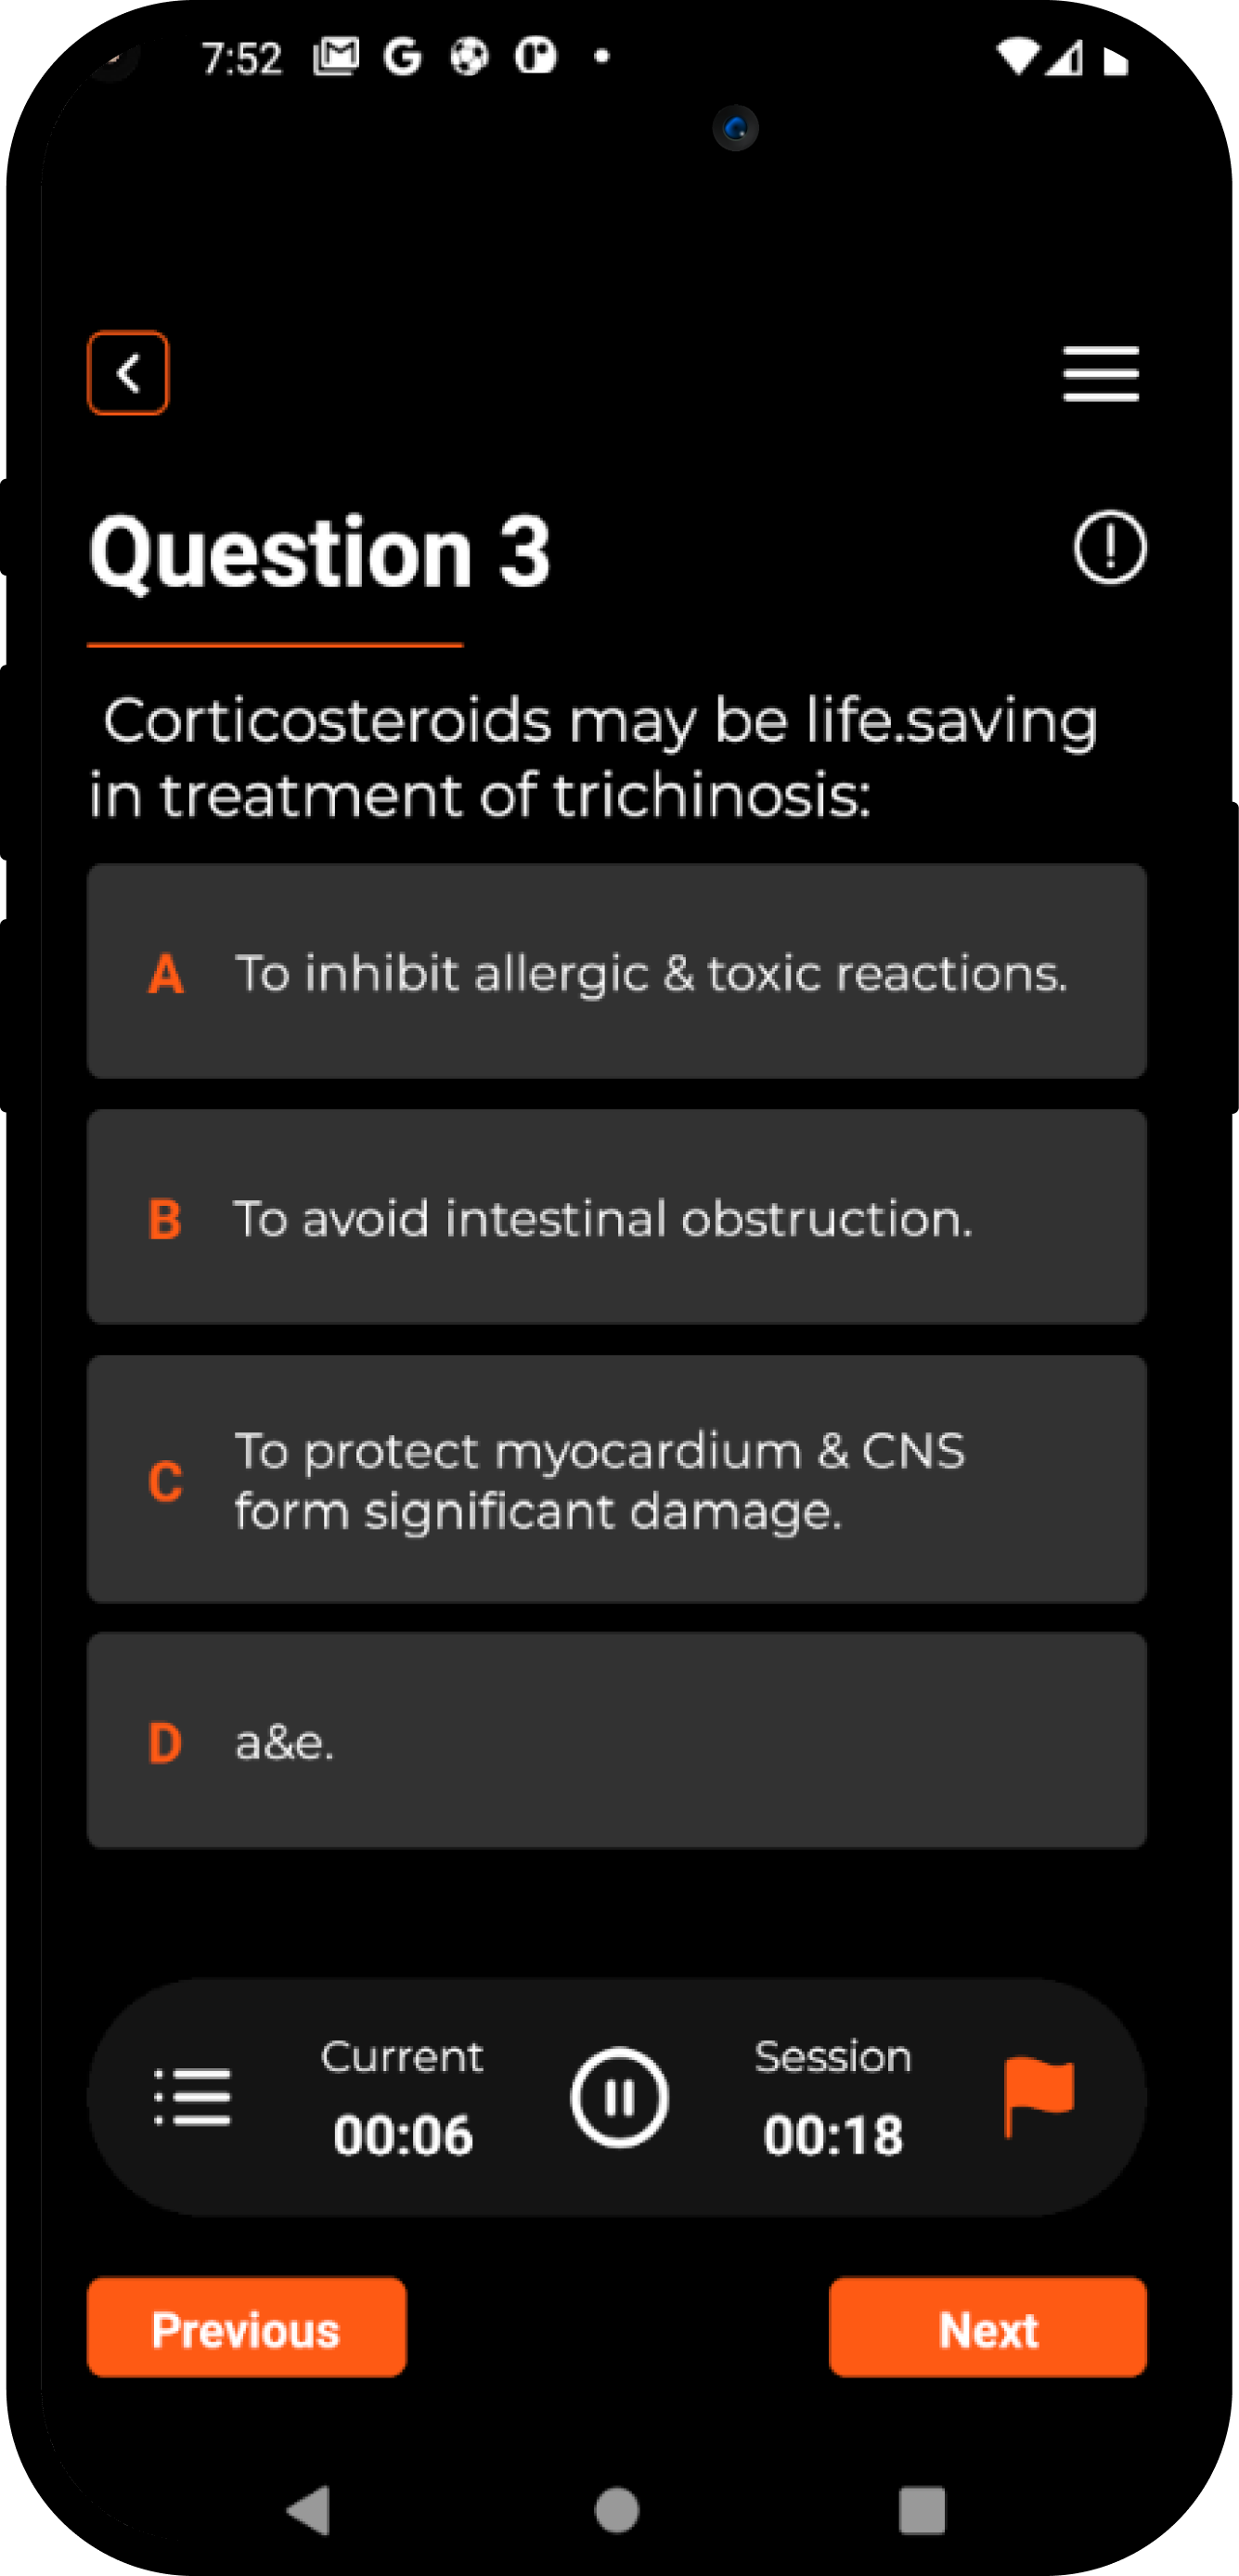 7:52
Question 3
Corticosteroids may be life.saving
in treatment of trichinosis:
A To inhibit allergic & toxic reactions.
B To avoid intestinal obstruction.
C To protect myocardium & CNS
form significant damage.
D a&e.
Current Session
00:06 00:18
Previous Next